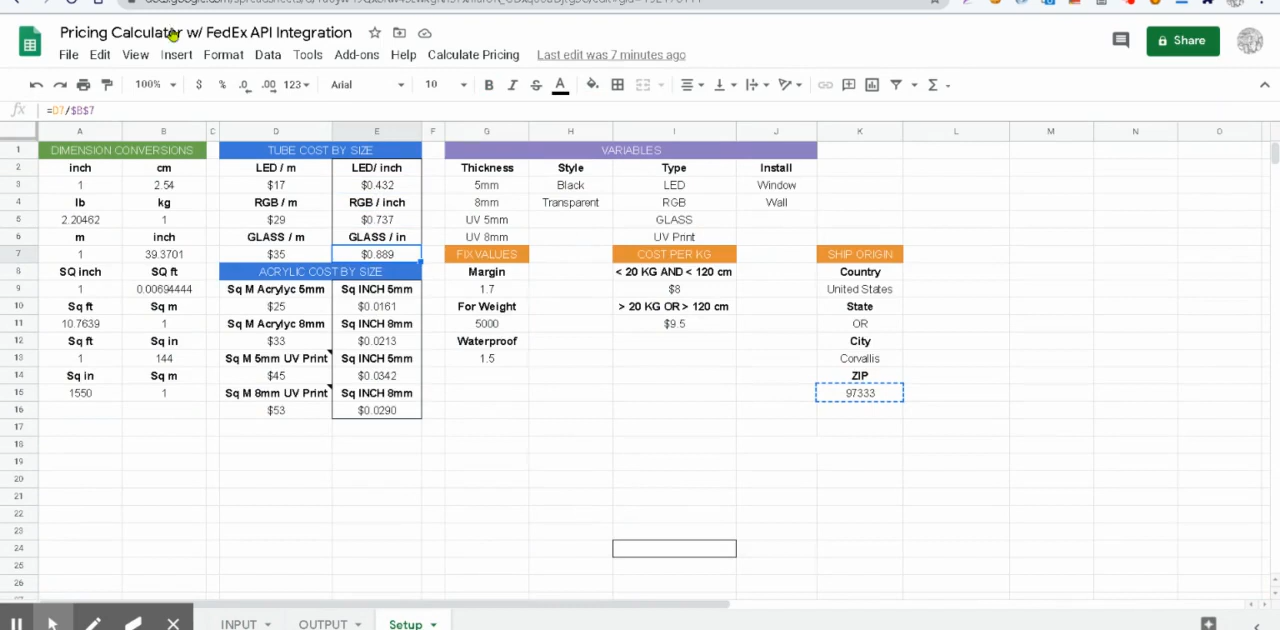 Pricing Calculator w/ FedEx API Integration
File Edit View Insert Format Data Tools Add-ons Help Calculate Pricing Last edit was 7 minutes ago
Share
100% $ % .0 .00 123 Arial 10 B I S A
fx =D7/$B$7
A B C D E F G H I J K L M N O
1 DIMENSION CONVERSIONS TUBE COST BY SIZE VARIABLES
2 inch cm LED / m LED/ inch Thickness Style Type Install
3 1 2.54 $17 $0.432 5mm Black LED Window
4 lb kg RGB / m RGB / inch 8mm Transparent RGB Wall
5 2.20462 1 $29 $0.737 UV 5mm GLASS
6 m inch GLASS / m GLASS / in UV 8mm UV Print
7 1 39.3701 $35 $0.889 FIX VALUES COST PER KG SHIP ORIGIN
8 SQ inch SQ ft ACRYLIC COST BY SIZE Margin < 20 KG AND < 120 cm Country
9 1 0.00694444 Sq M Acrylyc 5mm Sq INCH 5mm 1.7 $8 United States
10 Sq ft Sq m $25 $0.0161 For Weight > 20 KG OR > 120 cm State
11 10.7639 1 Sq M Acrylyc 8mm Sq INCH 8mm 5000 $9.5 OR
12 Sq ft Sq in $33 $0.0213 Waterproof City
13 1 144 Sq M 5mm UV Print Sq INCH 5mm 1.5 Corvallis
14 Sq in Sq m $45 $0.0342 ZIP
15 1550 1 Sq M 8mm UV Print Sq INCH 8mm 97333
16 $53 $0.0290
17
18
19
20
21
22
23
24
25
26
INPUT OUTPUT Setup